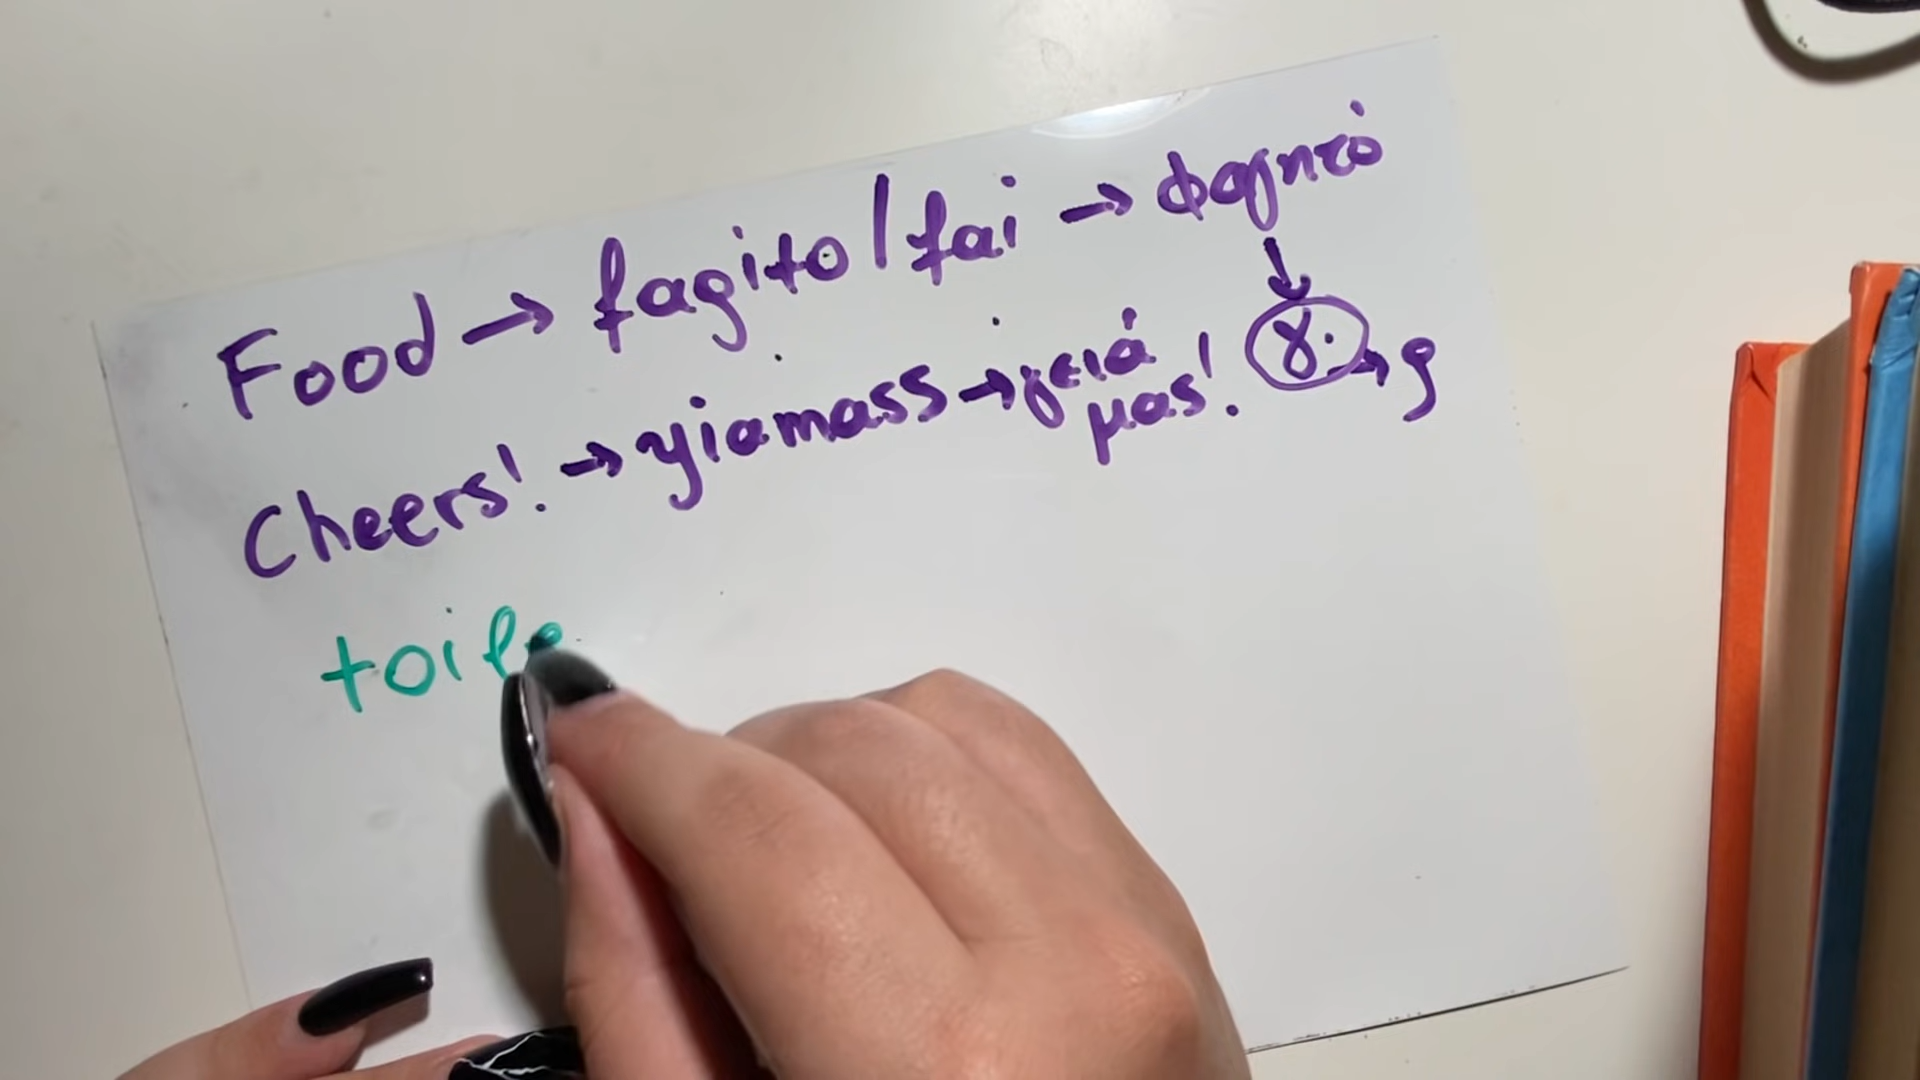 Food → fagito/fai → φαγητό
↓
Cheers! → yiamass → γειά μας! γ → g
toile